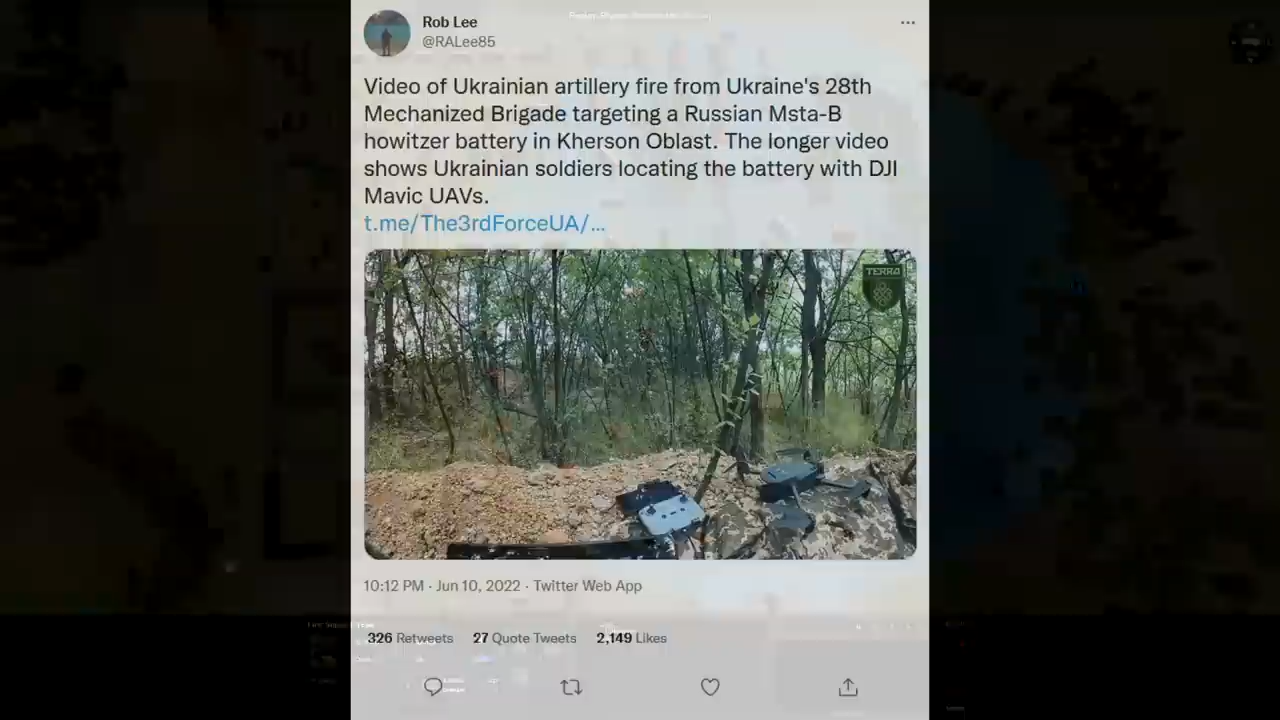 Rob Lee
@RALee85
Video of Ukrainian artillery fire from Ukraine's 28th
Mechanized Brigade targeting a Russian Msta-B
howitzer battery in Kherson Oblast. The longer video
shows Ukrainian soldiers locating the battery with DJI
Mavic UAVs.
t.me/The3rdForceUA/...
TERRA
10:12 PM · Jun 10, 2022 · Twitter Web App
326 Retweets 27 Quote Tweets 2,149 Likes